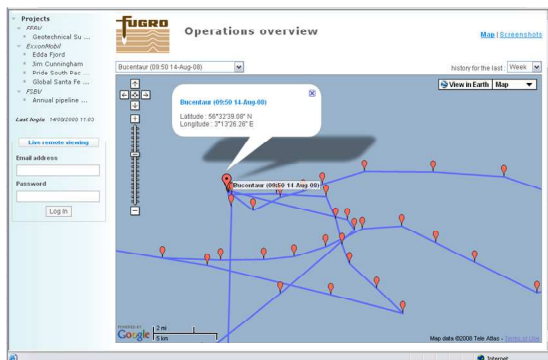 Projects
FFAU
Geotechnical Su ...
ExxonMobil
Edda Fjord
Jim Cunningham
Pride South Pac ...
Global Santa Fe ...
FSBV
Annual pipeline ...
Last login 14/08/2008 11:03
Live remote viewing
Email address
Password
Log In
FUGRO
Operations overview
Map | Screenshots
Bucentaur (09:50 14-Aug-08)
history for the last Week
View in Earth Map
Bucentaur (09:50 14-Aug-08)
Latitude : 56°32'39.08" N
Longitude : 3°13'26.26" E
Bucentaur (09:50 14-Aug-08)
POWERED BY
Google
2 mi
5 km
Map data ©2008 Tele Atlas - Terms of Use
Internet